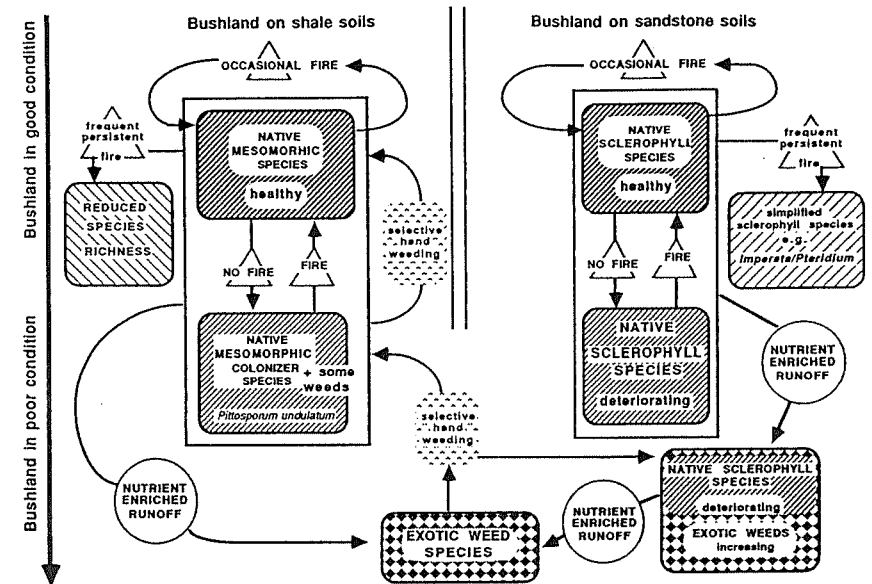 Bushland on shale soils
Bushland on sandstone soils
Bushland in good condition
Bushland in poor condition
OCCASIONAL FIRE
frequent
persistent
fire
NATIVE
MESOMORHIC
SPECIES
healthy
REDUCED
SPECIES
RICHNESS
selective
hand
weeding
NO FIRE
FIRE
NATIVE
MESOMORPHIC
COLONIZER
SPECIES
+ some
weeds
Pittosporum undulatum
OCCASIONAL FIRE
NATIVE
SCLEROPHYLL
SPECIES
healthy
frequent
persistent
fire
simplified
sclerophyll species
e.g.
Imperata/Pteridium
NO FIRE
FIRE
NATIVE
SCLEROPHYLL
SPECIES
deteriorating
NUTRIENT
ENRICHED
RUNOFF
selective
hand
weeding
NATIVE SCLEROPHYLL
SPECIES
deteriorating
EXOTIC WEEDS
increasing
NUTRIENT
ENRICHED
RUNOFF
EXOTIC WEED
SPECIES
NUTRIENT
ENRICHED
RUNOFF